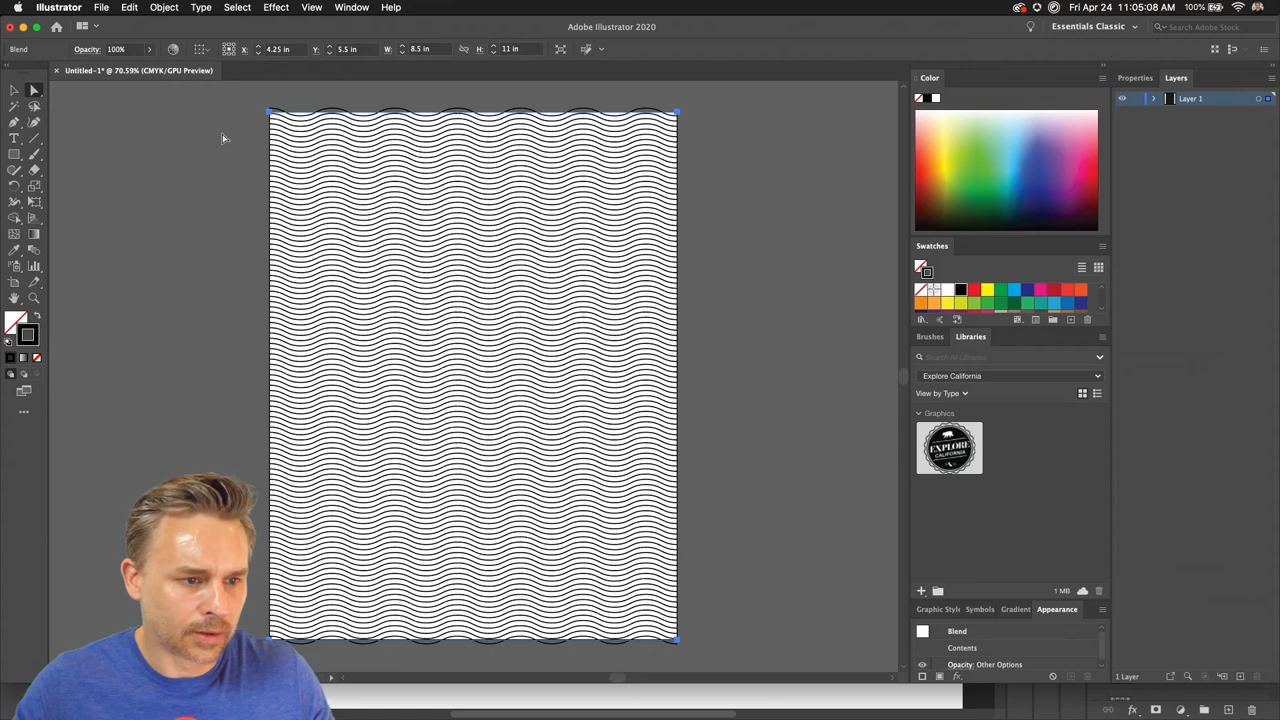 Illustrator File Edit Object Type Select Effect View Window Help
100% Fri Apr 24 11:05:08 AM
Adobe Illustrator 2020
Essentials Classic
Search Adobe Stock
Blend Opacity: 100% X: 4.25 in Y: 5.5 in W: 8.5 in H: 11 in
Untitled-1* @ 70.59% (CMYK/GPU Preview)
Color
Properties Layers
Layer 1
Swatches
Brushes Libraries
Search All Libraries
Explore California
View by Type
Graphics
EXPLORE
CALIFORNIA
1 MB
Graphic Styl Symbols Gradient Appearance
Blend
Contents
Opacity: Other Options
fx
1 Layer
fx